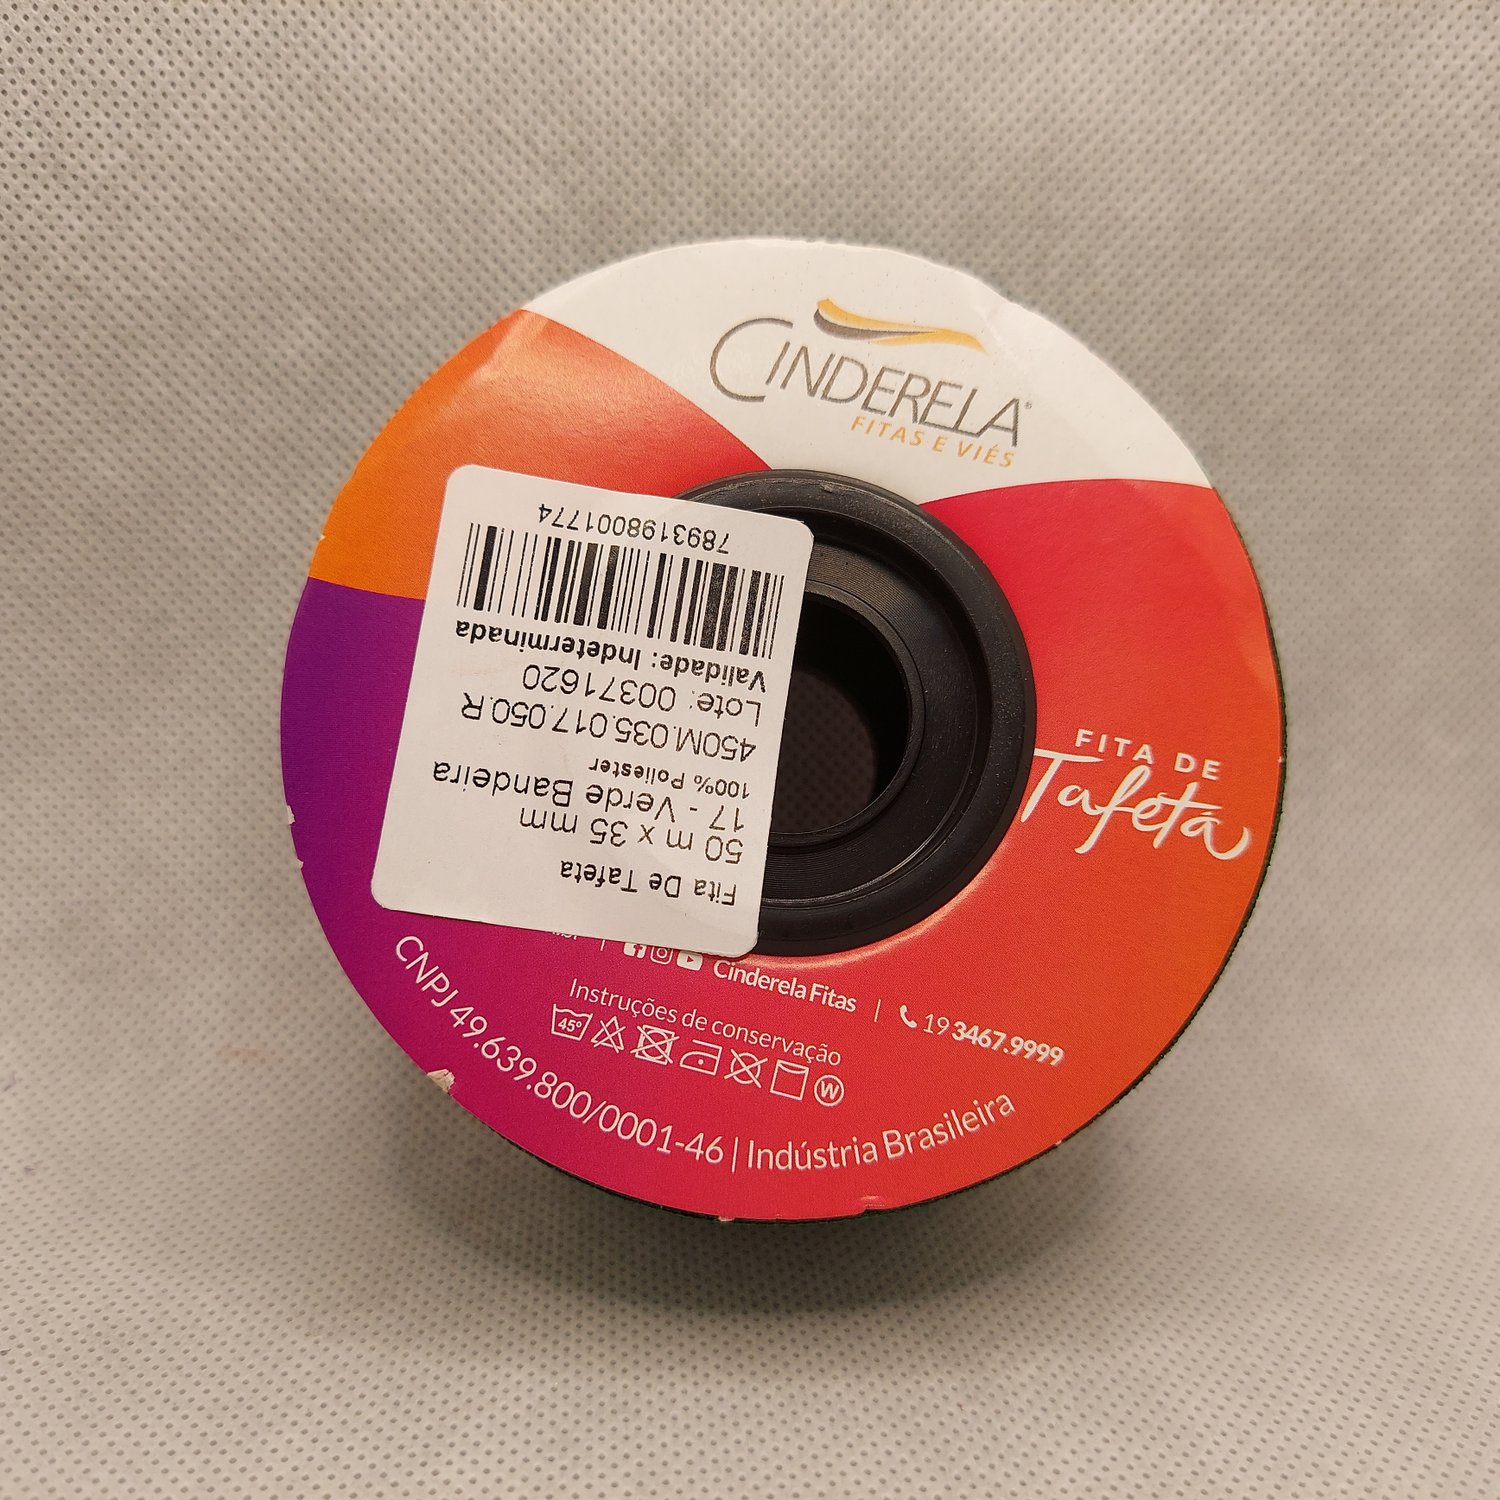 CINDERELA®
FITAS E VIÉS
FITA DE
Tafetá
Fita De Tafeta
50 m x 35 mm
17 - Verde Bandeira
100% Poliester
450M.035.017.050.R
Lote: 00371620
Validade: Indeterminada
7893198001774
| Cinderela Fitas | 19 3467.9999
Instruções de conservação
45º W
CNPJ 49.639.800/0001-46 | Indústria Brasileira